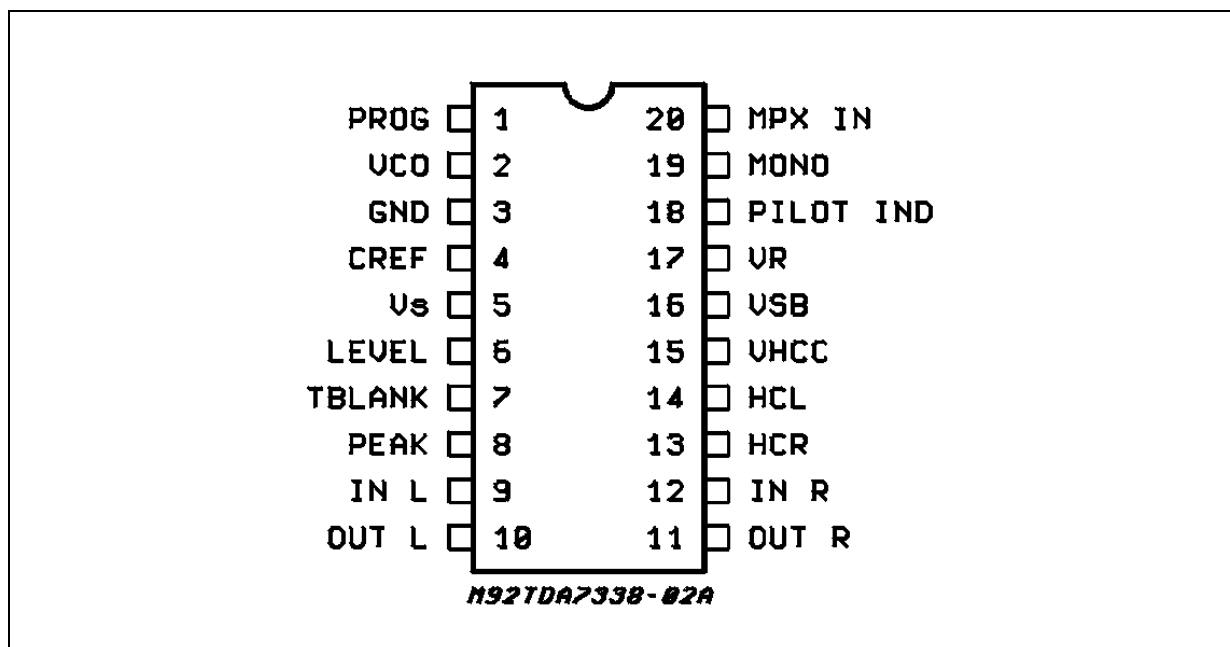 PROG 1 20 MPX IN
VCO 2 19 MONO
GND 3 18 PILOT IND
CREF 4 17 VR
Vs 5 16 VSB
LEVEL 6 15 VHCC
TBLANK 7 14 HCL
PEAK 8 13 HCR
IN L 9 12 IN R
OUT L 10 11 OUT R
M92TDA7338-02A